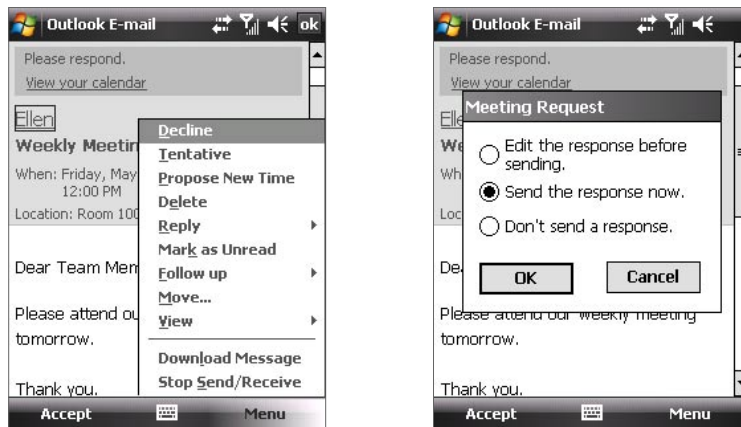 Outlook E-mail
ok
Please respond.
View your calendar
Ellen
Weekly Meetin
When: Friday, May
12:00 PM
Location: Room 100
Dear Team Mem
Please attend ou
tomorrow.
Thank you.
Decline
Tentative
Propose New Time
Delete
Reply
Mark as Unread
Follow up
Move...
View
Download Message
Stop Send/Receive
Accept
Menu
Outlook E-mail
Please respond.
View your calendar
Meeting Request
Edit the response before
sending.
Send the response now.
Don't send a response.
OK
Cancel
Please attend our weekly meeting
tomorrow.
Thank you.
Accept
Menu